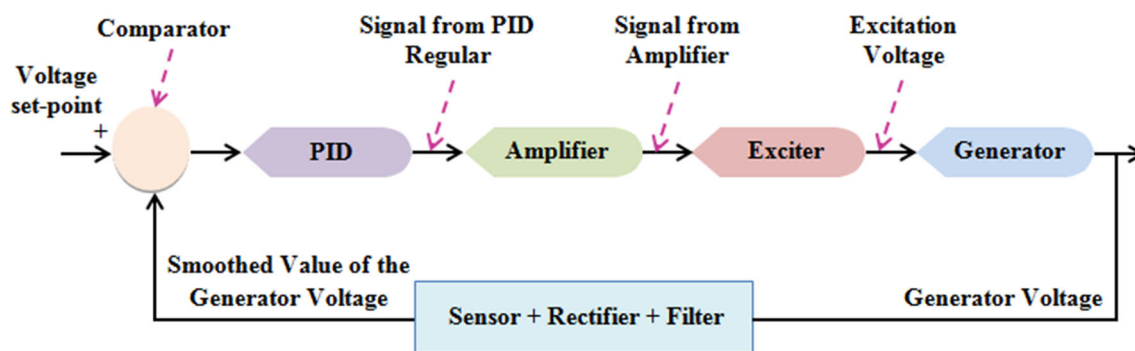 Comparator
Signal from PID
Regular
Signal from
Amplifier
Excitation
Voltage
Voltage
set-point
+
PID
Amplifier
Exciter
Generator
Smoothed Value of the
Generator Voltage
Sensor + Rectifier + Filter
Generator Voltage